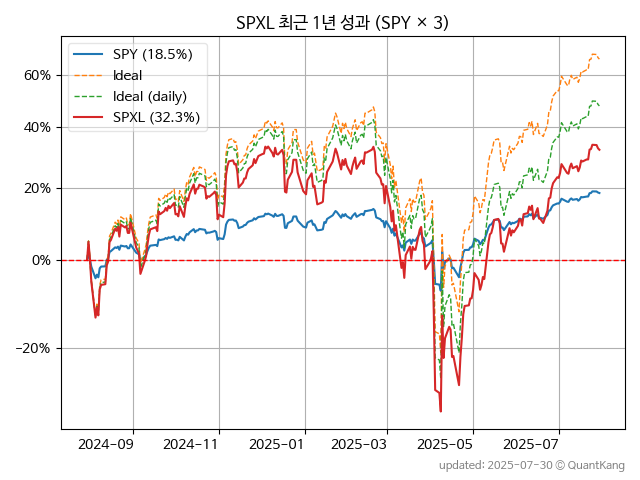 SPXL 최근 1년 성과 (SPY × 3)
SPY (18.5%)
Ideal
Ideal (daily)
SPXL (32.3%)
60%
40%
20%
0%
−20%
2024-09
2024-11
2025-01
2025-03
2025-05
2025-07
updated: 2025-07-30 © QuantKang